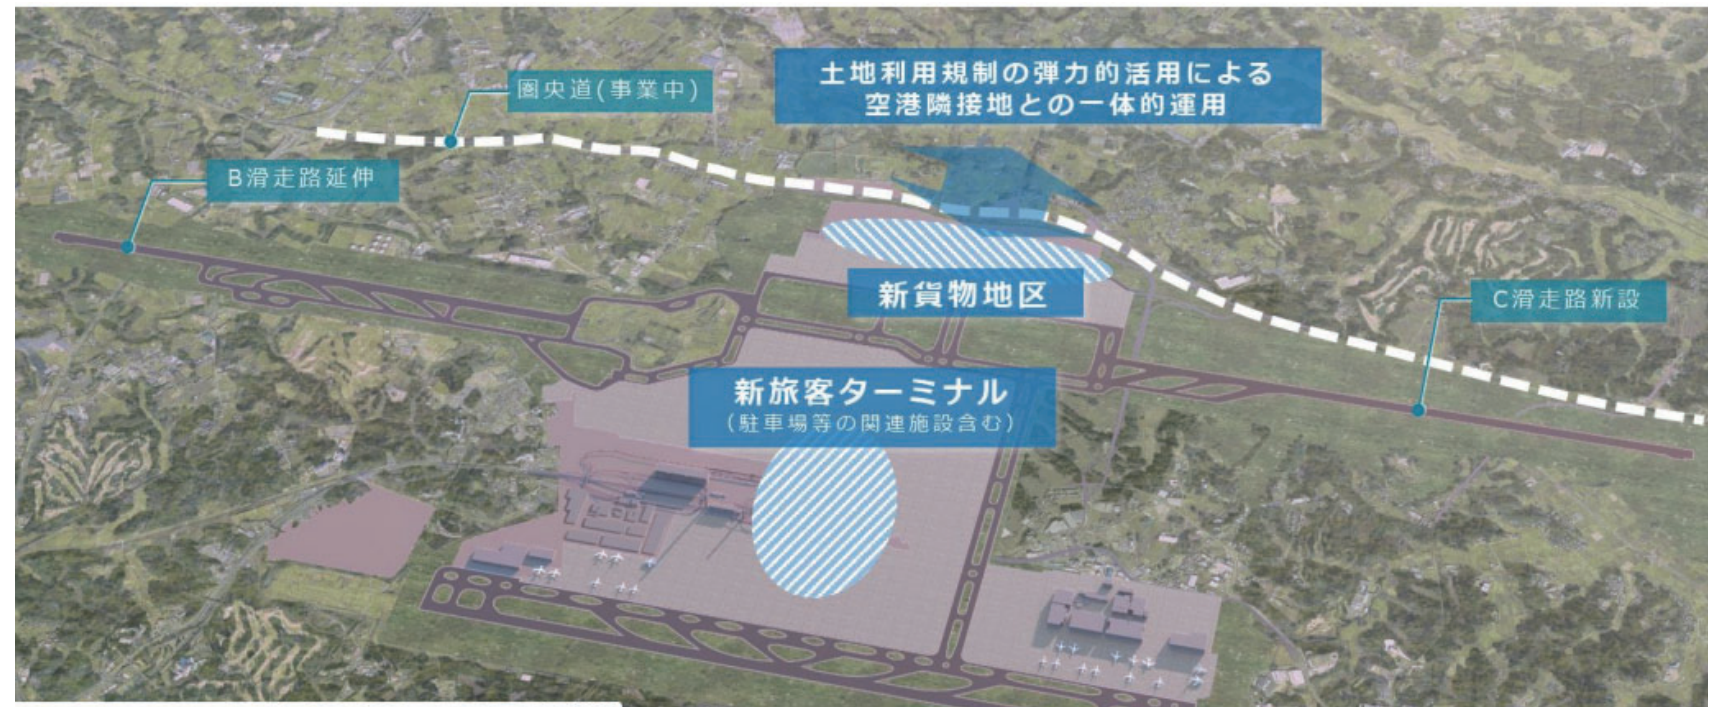 土地利用規制の弾力的活用による
空港隣接地との一体的運用
圏央道(事業中)
B滑走路延伸
新貨物地区
C滑走路新設
新旅客ターミナル
(駐車場等の関連施設含む)